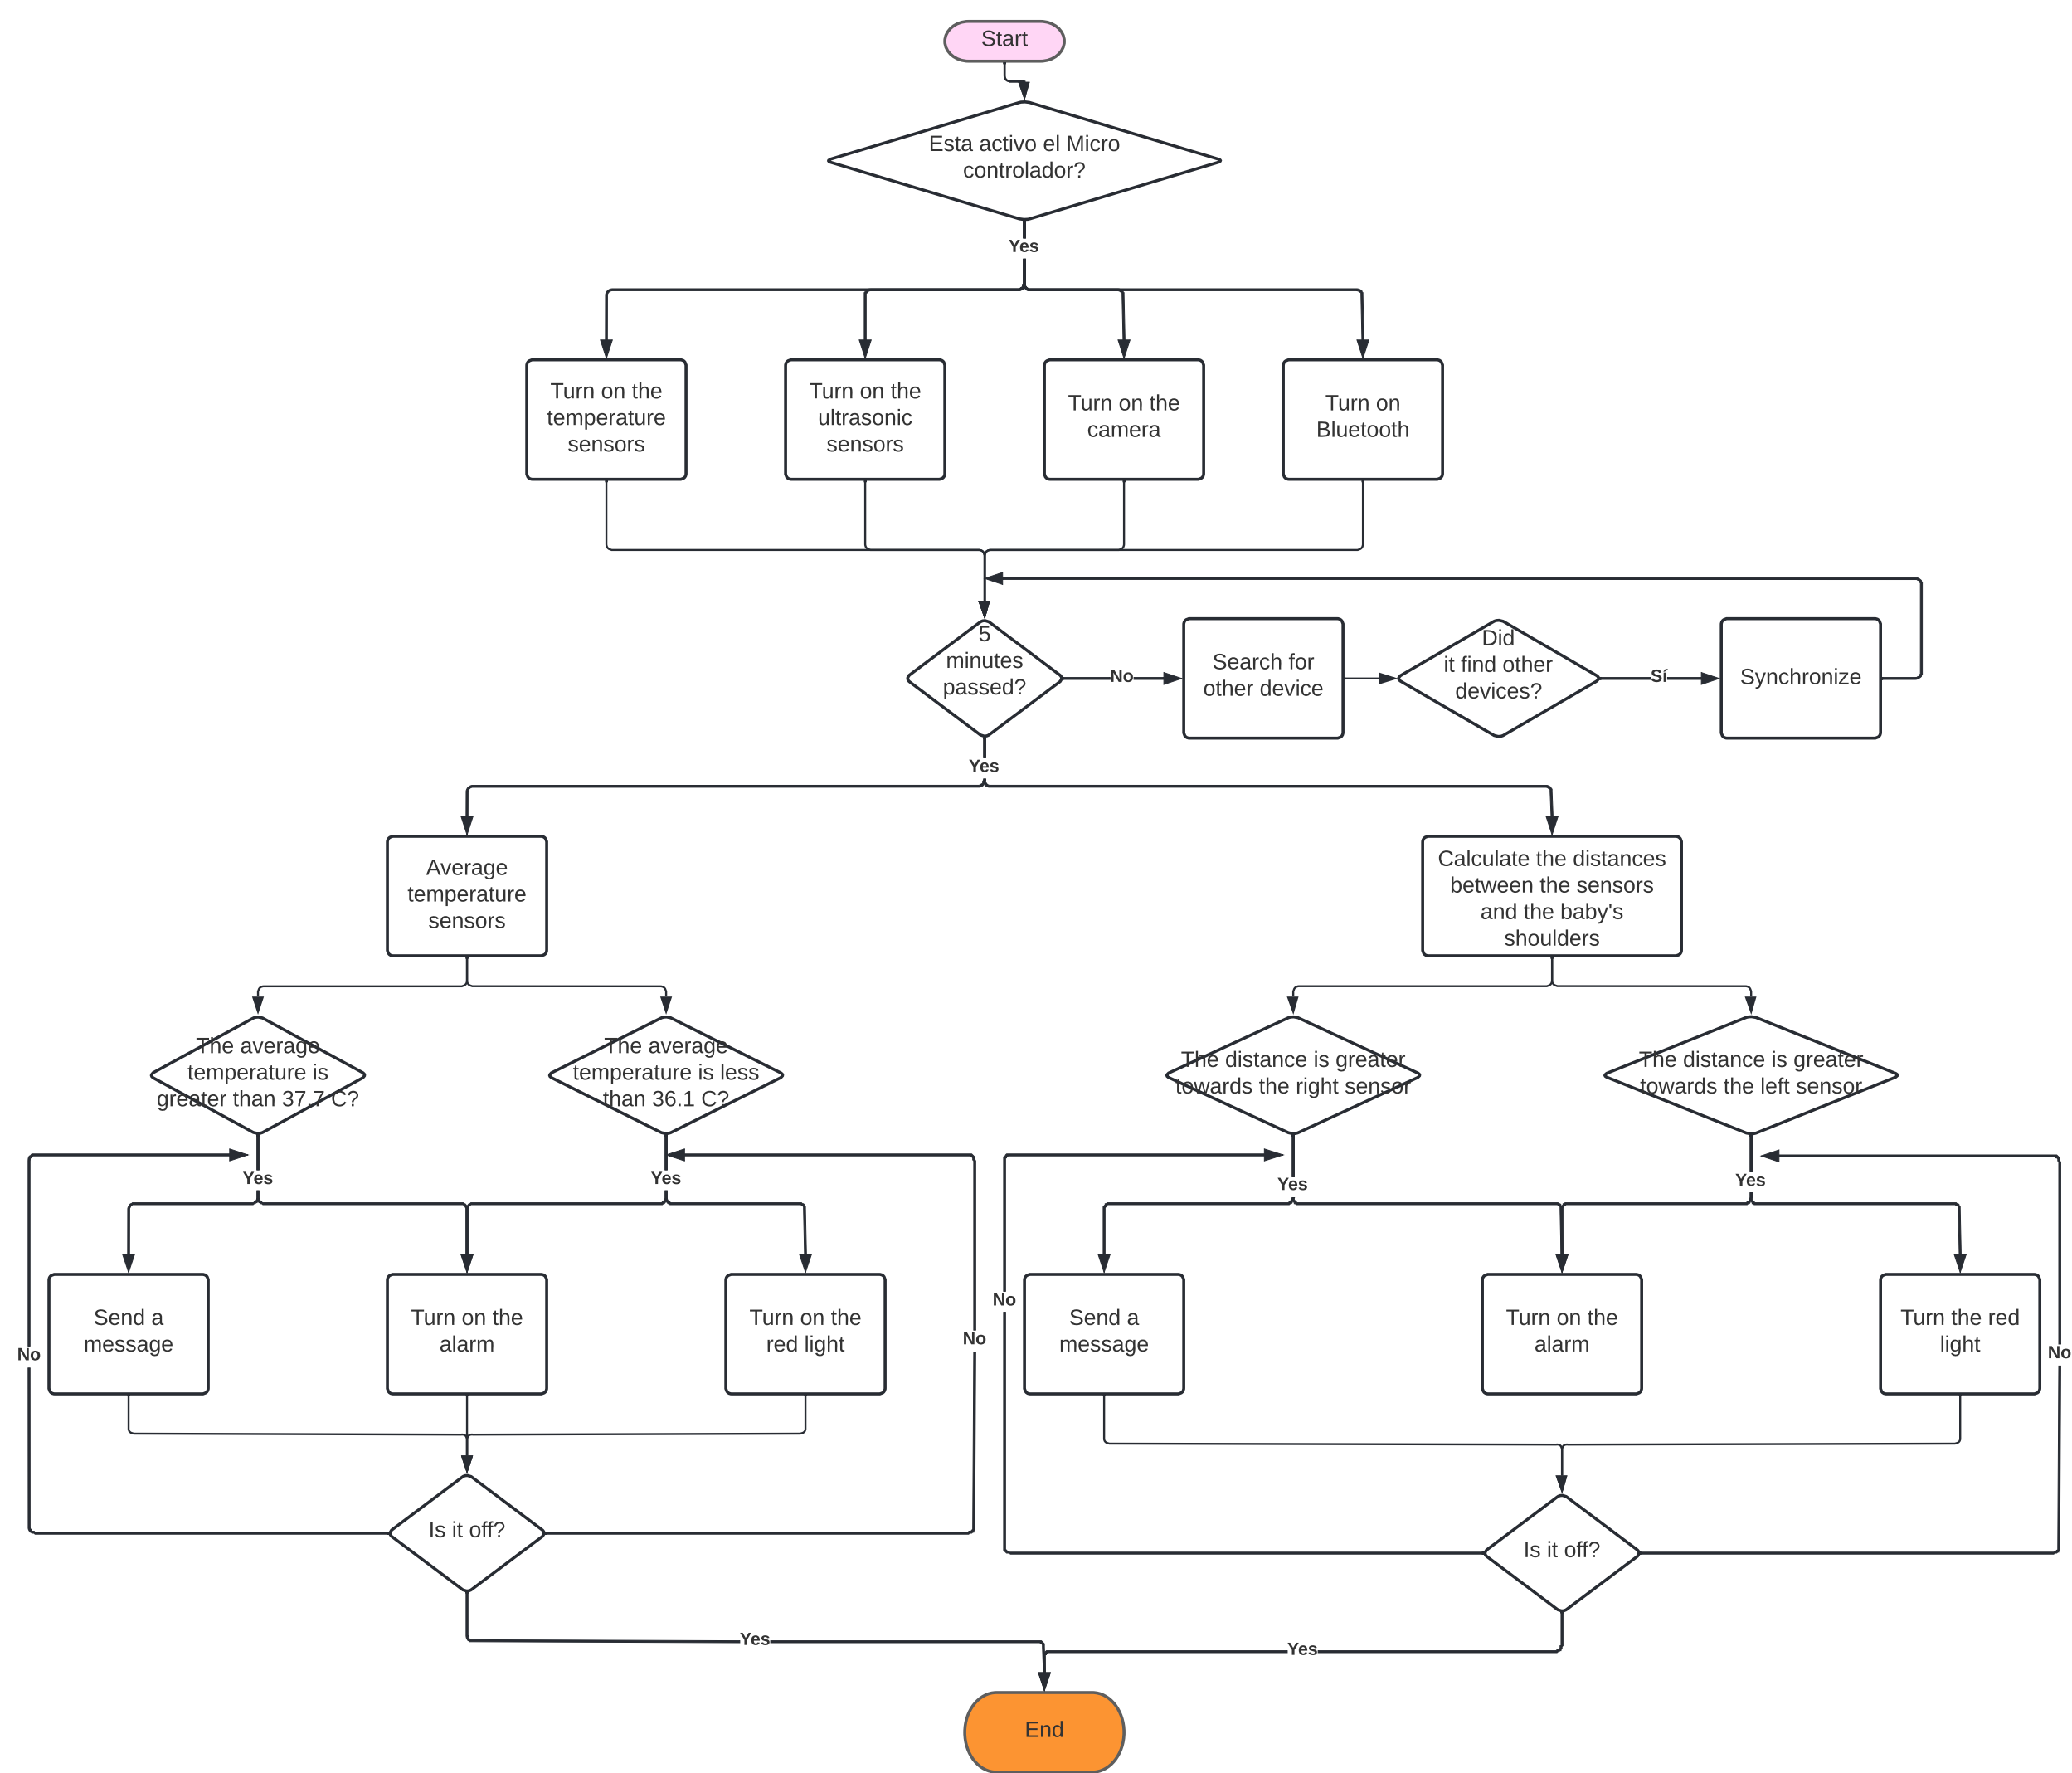 Start
Esta activo el Micro
controlador?
Yes
Turn on the
temperature
sensors
Turn on the
ultrasonic
sensors
Turn on the
camera
Turn on
Bluetooth
5
minutes
passed?
No
Search for
other device
Did
it find other
devices?
Sí
Synchronize
Yes
Average
temperature
sensors
Calculate the distances
between the sensors
and the baby's
shoulders
The average
temperature is
greater than 37.7 C?
The average
temperature is less
than 36.1 C?
The distance is greater
towards the right sensor
The distance is greater
towards the left sensor
Yes
Yes
Yes
Yes
Send a
message
Turn on the
alarm
Turn on the
red light
Send a
message
Turn on the
alarm
Turn the red
light
No
No
No
No
Is it off?
Is it off?
Yes
Yes
End